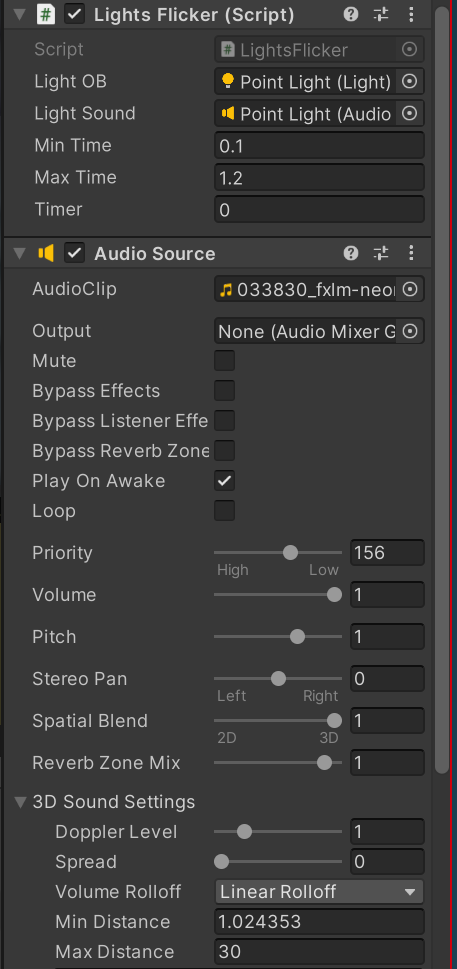 Lights Flicker (Script)
Script LightsFlicker
Light OB Point Light (Light)
Light Sound Point Light (Audio
Min Time 0.1
Max Time 1.2
Timer 0
Audio Source
AudioClip 033830_fxlm-neo
Output None (Audio Mixer G
Mute
Bypass Effects
Bypass Listener Effe
Bypass Reverb Zone
Play On Awake
Loop
Priority 156
High Low
Volume 1
Pitch 1
Stereo Pan 0
Left Right
Spatial Blend 1
2D 3D
Reverb Zone Mix 1
3D Sound Settings
Doppler Level 1
Spread 0
Volume Rolloff Linear Rolloff
Min Distance 1.024353
Max Distance 30